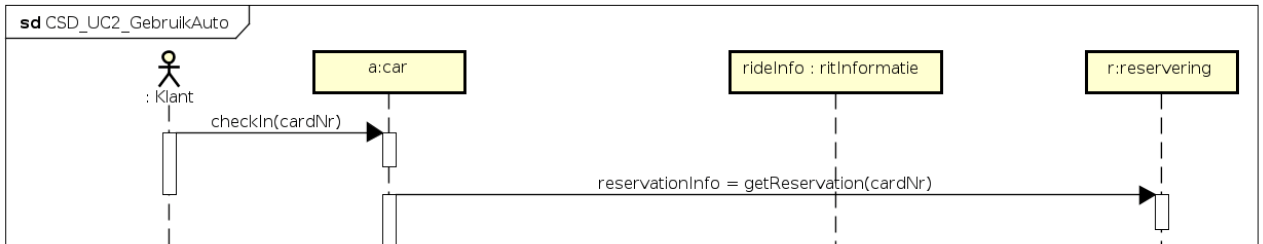 sd CSD_UC2_GebruikAuto
a:car
rideInfo : ritInformatie
r:reservering
: Klant
checkIn(cardNr)
reservationInfo = getReservation(cardNr)